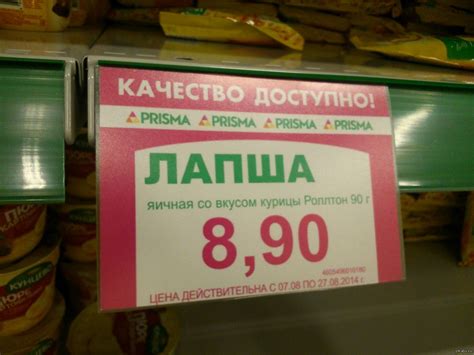 КАЧЕСТВО ДОСТУПНО!
PRISMA PRISMA PRISMA PRISMA
ЛАПША
яичная со вкусом курицы Роллтон 90 г
8,90
ЦЕНА ДЕЙСТВИТЕЛЬНА С 07.08 ПО 27.08.2014 г.